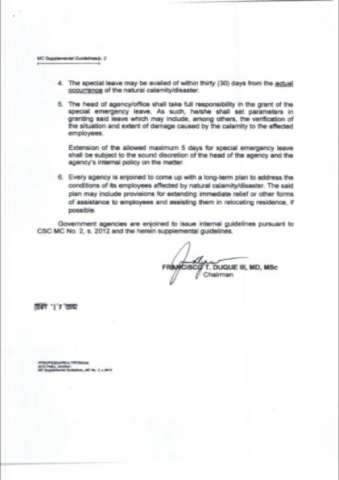 MC Supplemental Guidelines/p. 2
4. The special leave may be availed of within thirty (30) days from the actual
occurrence of the natural calamity/disaster.
5. The head of agency/office shall take full responsibility in the grant of the
special emergency leave. As such, he/she shall set parameters in
granting said leave which may include, among others, the verification of
the situation and extent of damage caused by the calamity to the affected
employees.
Extension of the allowed maximum 5 days for special emergency leave
shall be subject to the sound discretion of the head of the agency and the
agency's internal policy on the matter.
6. Every agency is enjoined to come up with a long-term plan to address the
conditions of its employees affected by natural calamity/disaster. The said
plan may include provisions for extending immediate relief or other forms
of assistance to employees and assisting them in relocating residence, if
possible.
Government agencies are enjoined to issue internal guidelines pursuant to
CSC MC No. 2, s. 2012 and the herein supplemental guidelines.
FRANCISCO T. DUQUE III, MD, MSc
Chairman
MC Supplemental Guidelines_MC No. 2, s.2012